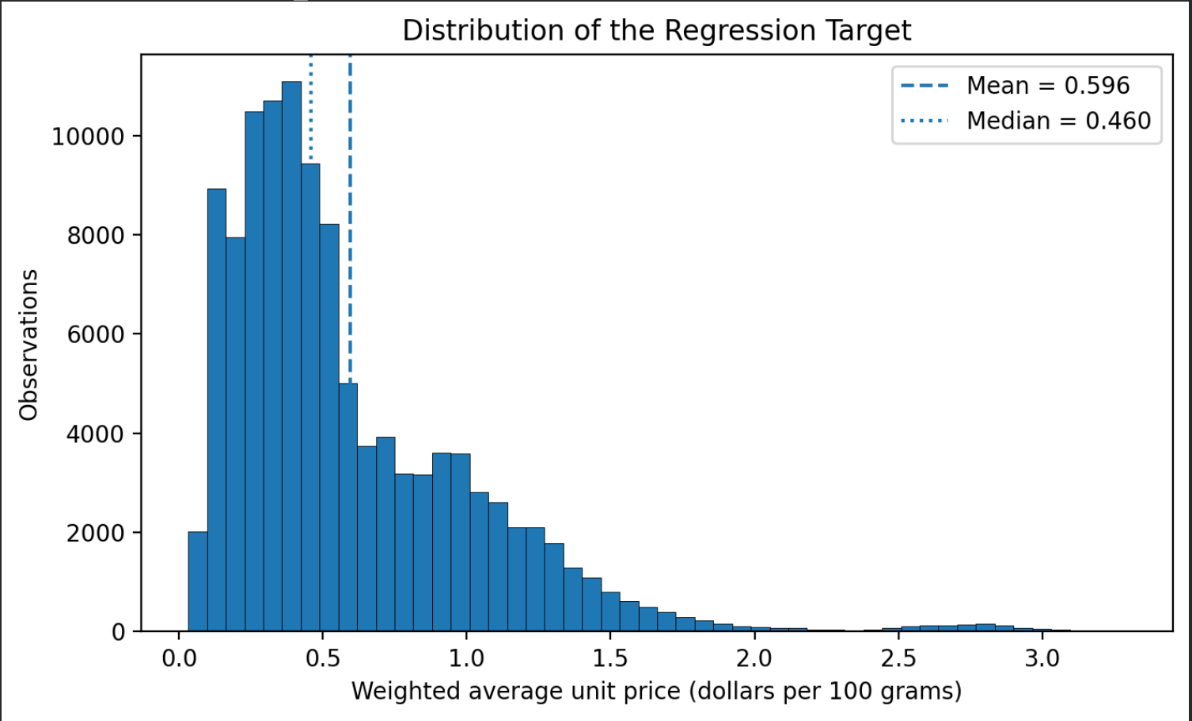 Distribution of the Regression Target
Mean = 0.596
Median = 0.460
Observations
10000
8000
6000
4000
2000
0
0.0 0.5 1.0 1.5 2.0 2.5 3.0
Weighted average unit price (dollars per 100 grams)